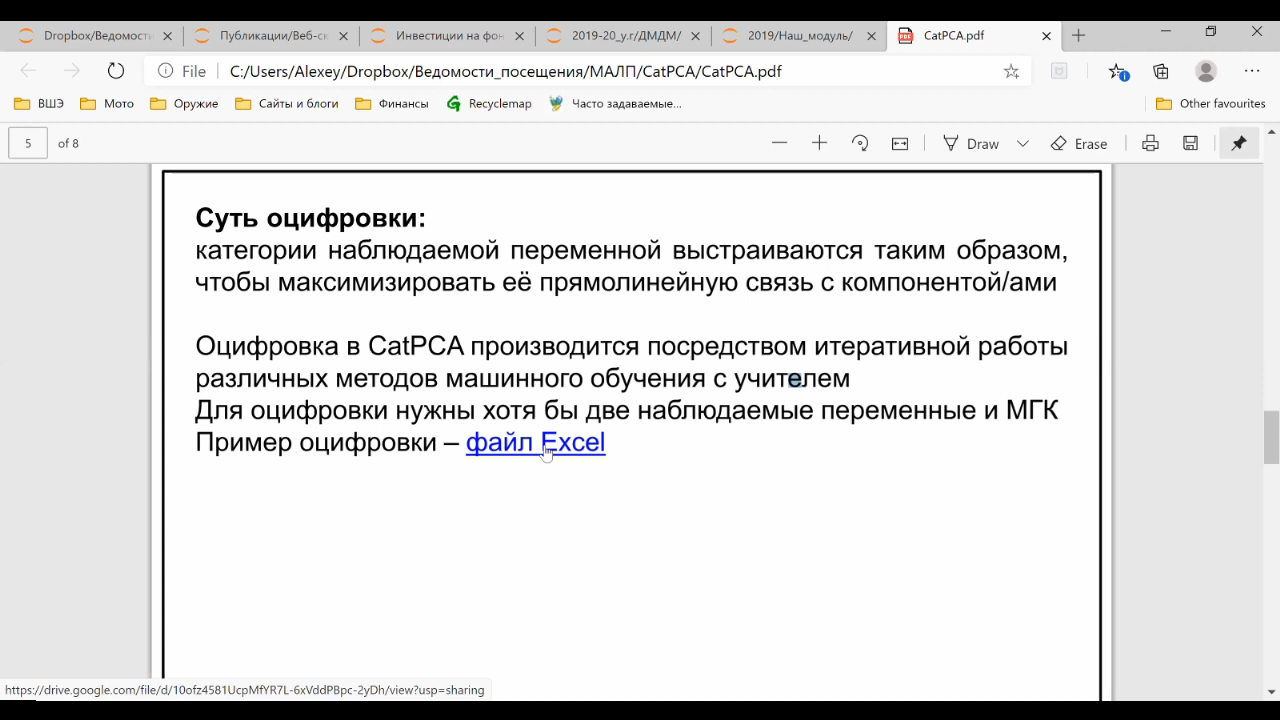 Dropbox/Ведомости
Публикации/Веб-ск
Инвестиции на фон
2019-20_у.г/ДМДМ/
2019/Наш_модуль/
CatPCA.pdf
File
C:/Users/Alexey/Dropbox/Ведомости_посещения/МАЛП/CatPCA/CatPCA.pdf
ВШЭ
Мото
Оружие
Сайты и блоги
Финансы
Recyclemap
Часто задаваемые...
Other favourites
5 of 8
Draw
Erase
Суть оцифровки:
категории наблюдаемой переменной выстраиваются таким образом,
чтобы максимизировать её прямолинейную связь с компонентой/ами
Оцифровка в CatPCA производится посредством итеративной работы
различных методов машинного обучения с учителем
Для оцифровки нужны хотя бы две наблюдаемые переменные и МГК
Пример оцифровки – файл Excel
https://drive.google.com/file/d/10ofz4581UcpMfYR7L-6xVddPBpc-2yDh/view?usp=sharing